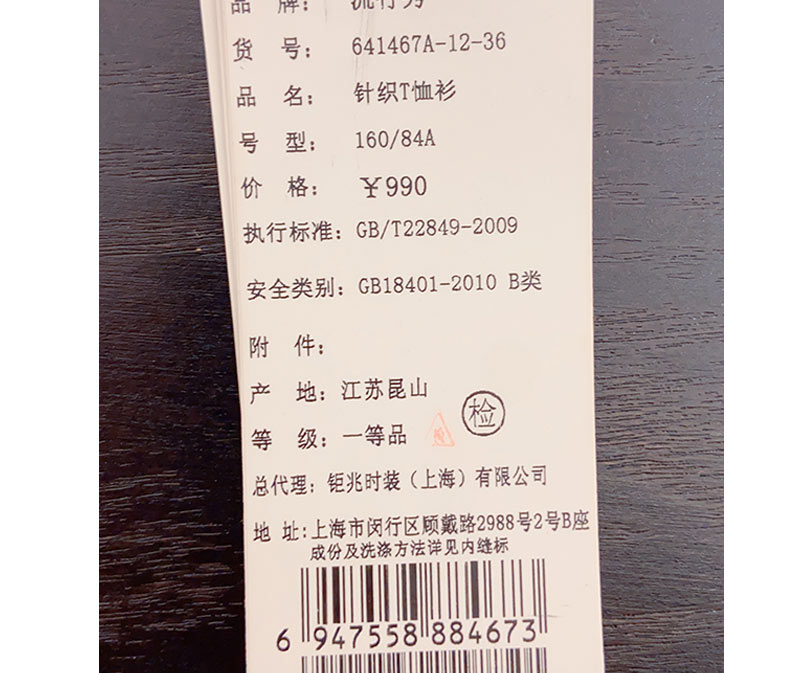 品 牌：流行
货 号：641467A-12-36
品 名：针织T恤衫
号 型：160/84A
价 格：￥990
执行标准：GB/T22849-2009
安全类别：GB18401-2010 B类
附 件：
产 地：江苏昆山
检
等 级：一等品
总代理：钜兆时装（上海）有限公司
地 址:上海市闵行区顾戴路2988号2号B座
成份及洗涤方法详见内缝标
6 947558 884673